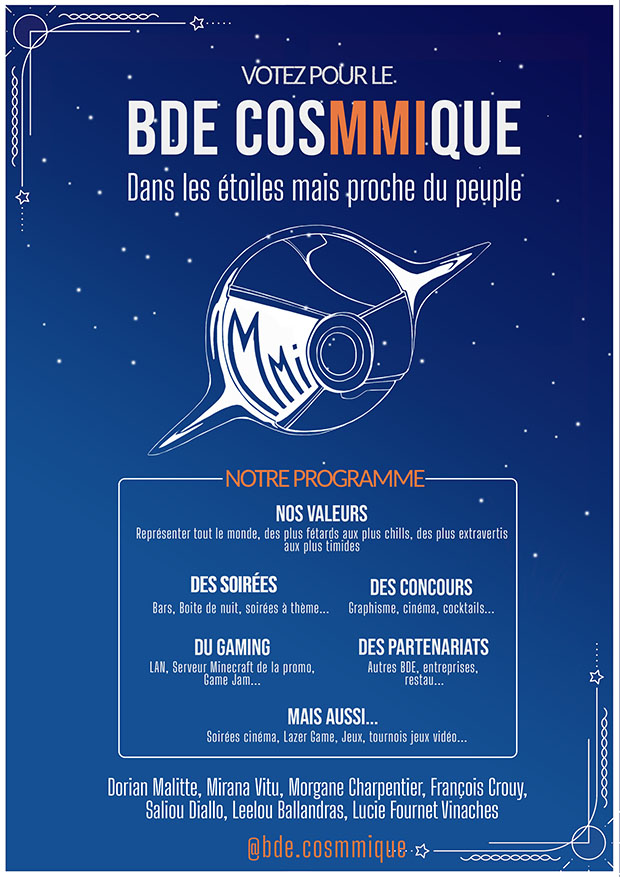 VOTEZ POUR LE
BDE COSMMIQUE
Dans les étoiles mais proche du peuple
MMi
NOTRE PROGRAMME
NOS VALEURS
Représenter tout le monde, des plus fétards aux plus chills, des plus extravertis
aux plus timides
DES SOIRÉES
Bars, Boite de nuit, soirées à thème...
DES CONCOURS
Graphisme, cinéma, cocktails...
DU GAMING
LAN, Serveur Minecraft de la promo,
Game Jam...
DES PARTENARIATS
Autres BDE, entreprises,
restau...
MAIS AUSSI...
Soirées cinéma, Lazer Game, Jeux, tournois jeux vidéo...
Dorian Malitte, Mirana Vitu, Morgane Charpentier, François Crouy,
Saliou Diallo, Leelou Ballandras, Lucie Fournet Vinaches
@bde.cosmmique